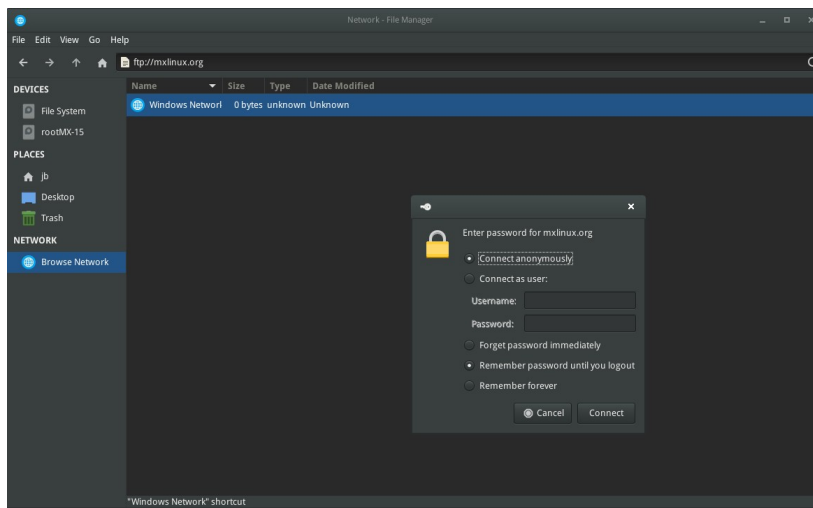 Network - File Manager
File Edit View Go Help
ftp://mxlinux.org
DEVICES
File System
rootMX-15
PLACES
jb
Desktop
Trash
NETWORK
Browse Network
Name Size Type Date Modified
Windows Networl 0 bytes unknown Unknown
Enter password for mxlinux.org
Connect anonymously
Connect as user:
Username:
Password:
Forget password immediately
Remember password until you logout
Remember forever
Cancel Connect
"Windows Network" shortcut